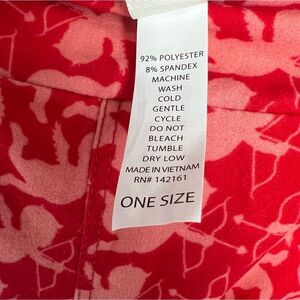 92% POLYESTER
8% SPANDEX
MACHINE
WASH
COLD
GENTLE
CYCLE
DO NOT
BLEACH
TUMBLE
DRY LOW
MADE IN VIETNAM
RN# 142161
ONE SIZE